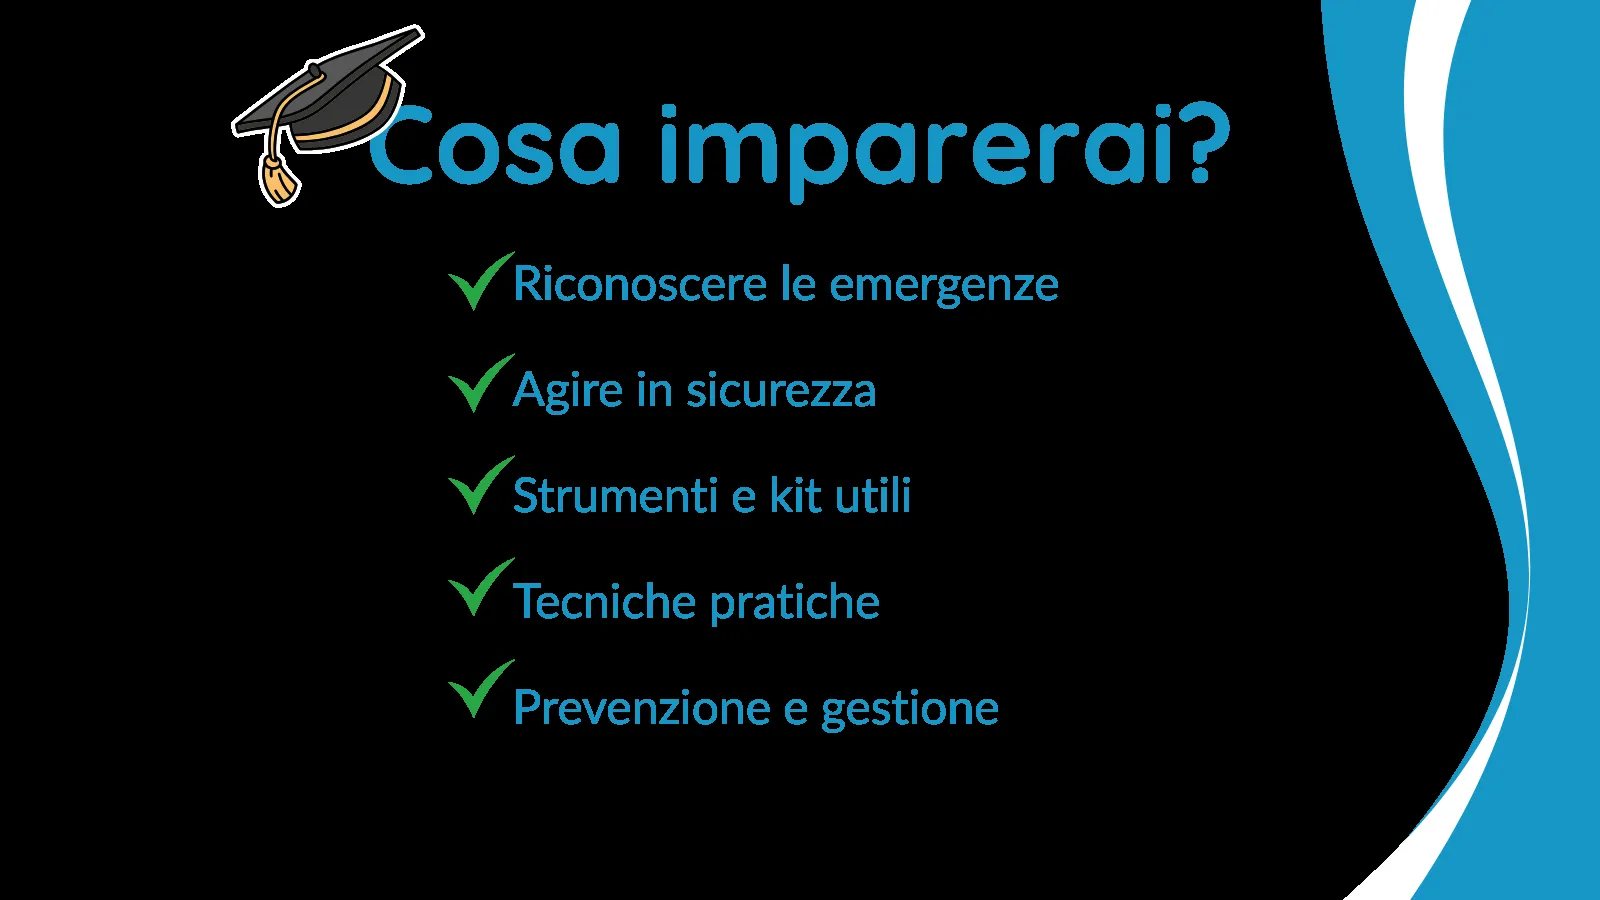 Cosa imparerai?
Riconoscere le emergenze
Agire in sicurezza
Strumenti e kit utili
Tecniche pratiche
Prevenzione e gestione